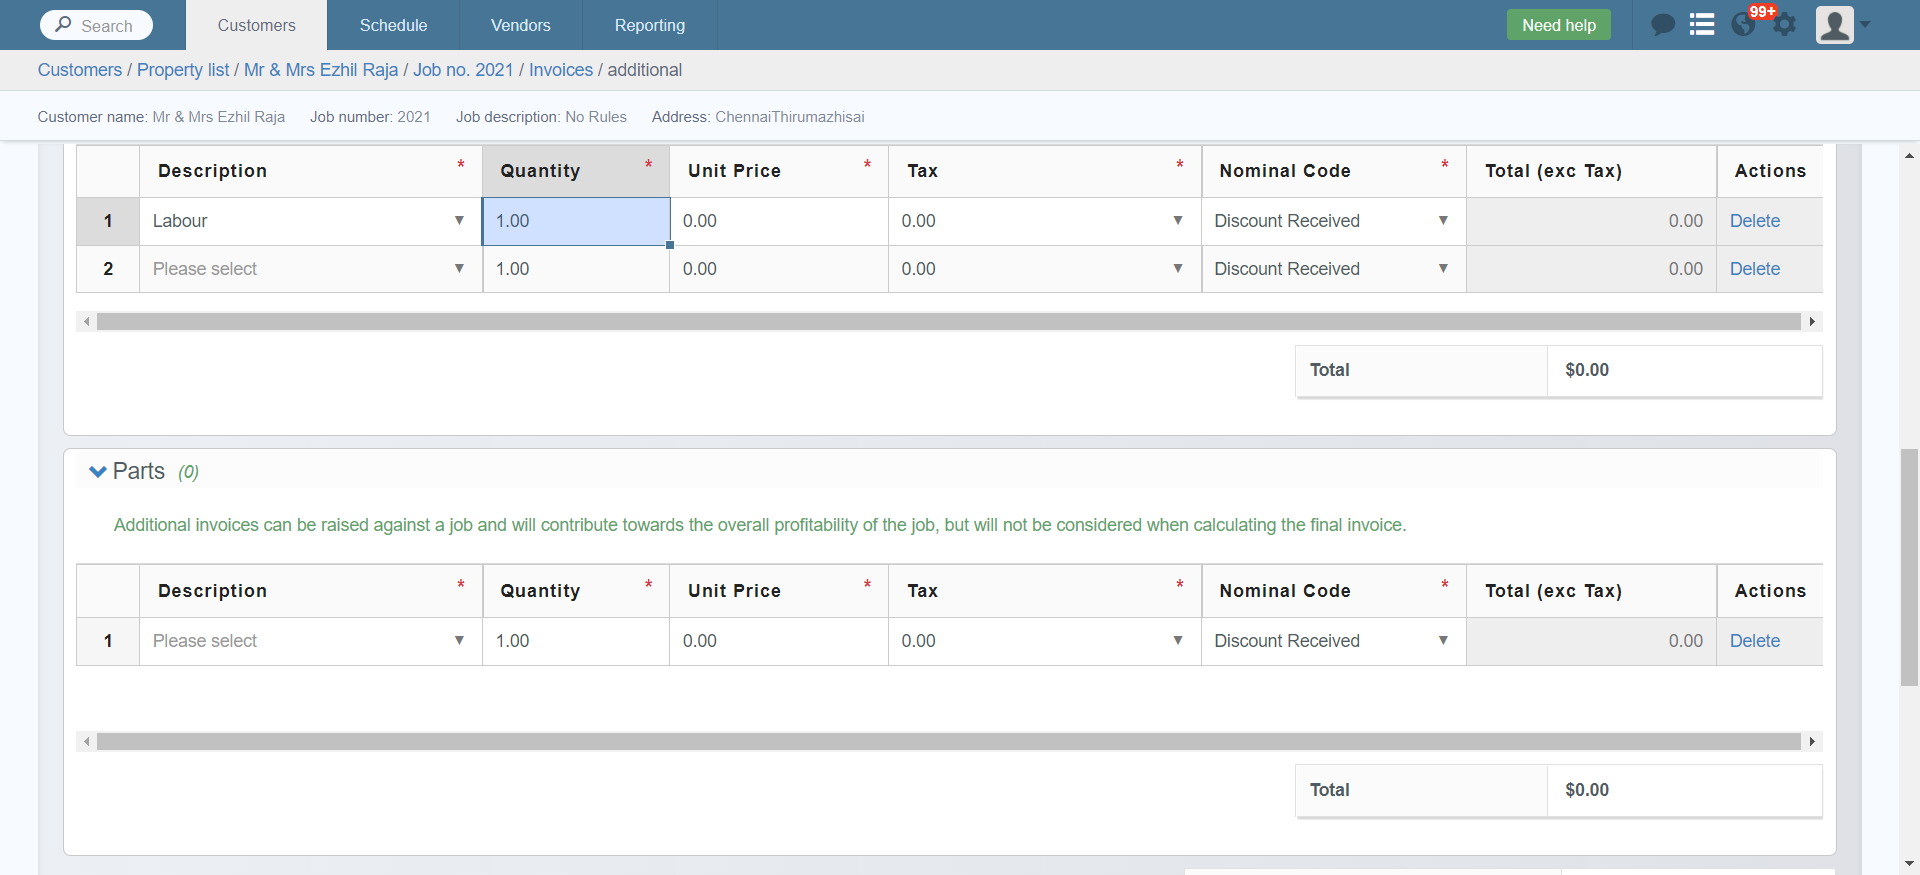 Search Customers Schedule Vendors Reporting Need help 99+
Customers / Property list / Mr & Mrs Ezhil Raja / Job no. 2021 / Invoices / additional
Customer name: Mr & Mrs Ezhil Raja Job number: 2021 Job description: No Rules Address: ChennaiThirumazhisai
Description * Quantity * Unit Price * Tax * Nominal Code * Total (exc Tax) Actions
1 Labour ▼ 1.00 0.00 0.00 ▼ Discount Received ▼ 0.00 Delete
2 Please select ▼ 1.00 0.00 0.00 ▼ Discount Received ▼ 0.00 Delete
Total $0.00
Parts (0)
Additional invoices can be raised against a job and will contribute towards the overall profitability of the job, but will not be considered when calculating the final invoice.
Description * Quantity * Unit Price * Tax * Nominal Code * Total (exc Tax) Actions
1 Please select ▼ 1.00 0.00 0.00 ▼ Discount Received ▼ 0.00 Delete
Total $0.00